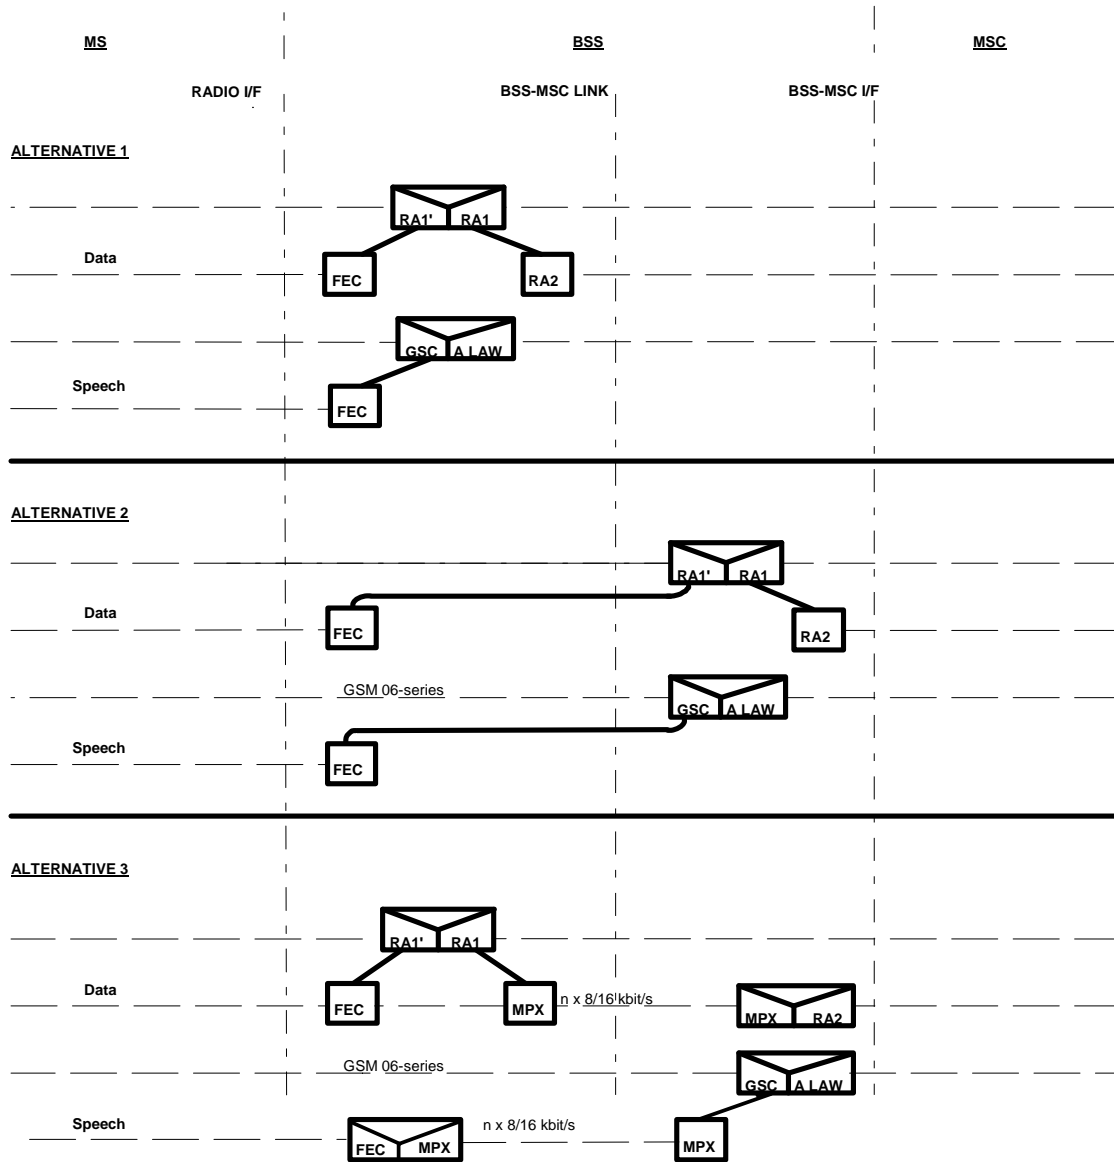 MS BSS MSC
RADIO I/F BSS-MSC LINK BSS-MSC I/F
ALTERNATIVE 1
RA1' RA1
Data
FEC RA2
GSC A LAW
Speech
FEC
ALTERNATIVE 2
RA1' RA1
Data
FEC RA2
GSM 06-series
GSC A LAW
Speech
FEC
ALTERNATIVE 3
RA1' RA1
Data
FEC MPX n x 8/16 kbit/s MPX RA2
GSM 06-series
GSC A LAW
Speech
FEC MPX n x 8/16 kbit/s MPX